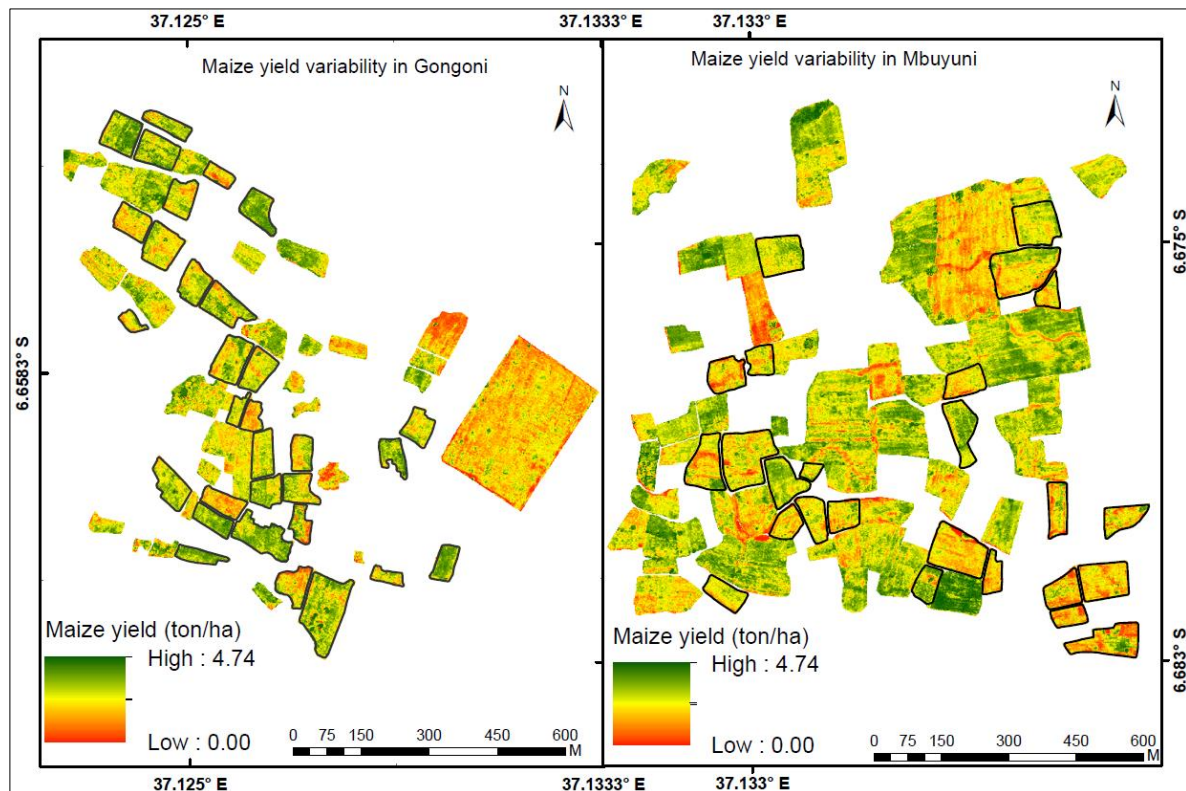 37.125° E
37.1333° E
37.133° E
Maize yield variability in Gongoni
Maize yield variability in Mbuyuni
N
N
6.675° S
6.6583° S
Maize yield (ton/ha)
High : 4.74
Low : 0.00
0 75 150 300 450 600
M
Maize yield (ton/ha)
High : 4.74
Low : 0.00
0 75 150 300 450 600
M
6.683° S
37.125° E
37.1333° E
37.133° E